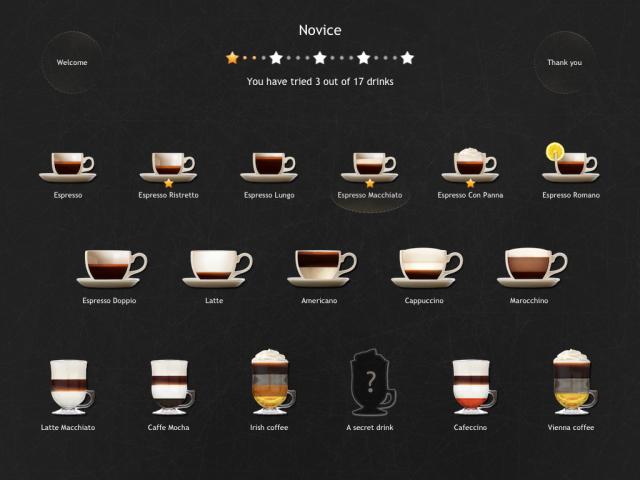 Novice
Welcome
Thank you
You have tried 3 out of 17 drinks
Espresso
Espresso Ristretto
Espresso Lungo
Espresso Macchiato
Espresso Con Panna
Espresso Romano
Espresso Doppio
Latte
Americano
Cappuccino
Marocchino
?
Latte Macchiato
Caffe Mocha
Irish coffee
A secret drink
Cafeccino
Vienna coffee